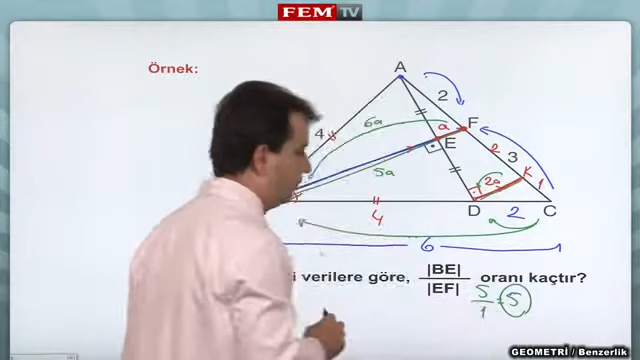 FEM TV
Örnek:
A
2
4
6a
a
F
E
2
3
5a
K
2a
1
4
D
2
C
6
verilere göre, |BE| / |EF| oranı kaçtır?
5/1 = 5
GEOMETRİ / Benzerlik